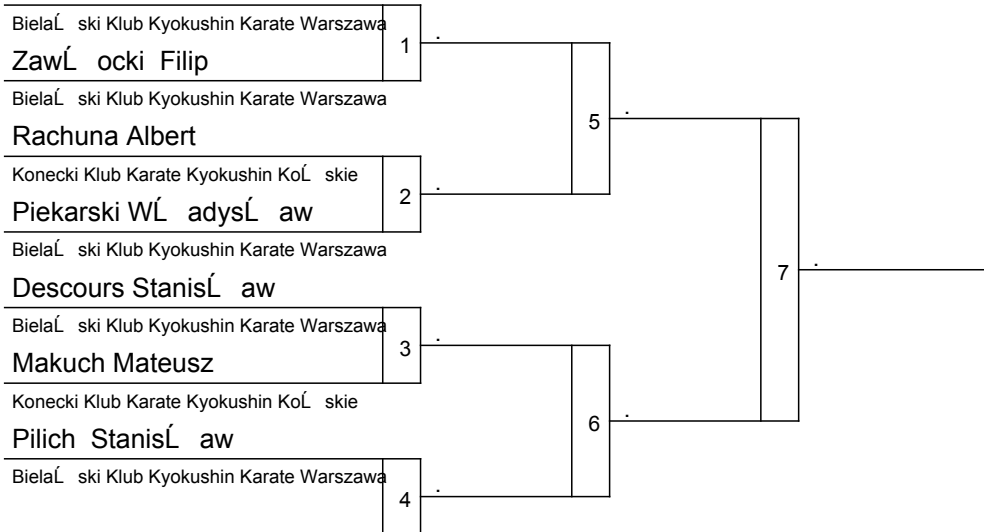 BielaĹ ski Klub Kyokushin Karate Warszawa
1
ZawĹ ocki Filip
BielaĹ ski Klub Kyokushin Karate Warszawa
5
Rachuna Albert
Konecki Klub Karate Kyokushin KoĹ skie
2
Piekarski WĹ adysĹ aw
BielaĹ ski Klub Kyokushin Karate Warszawa
7
Descours StanisĹ aw
BielaĹ ski Klub Kyokushin Karate Warszawa
3
Makuch Mateusz
Konecki Klub Karate Kyokushin KoĹ skie
6
Pilich StanisĹ aw
BielaĹ ski Klub Kyokushin Karate Warszawa
4